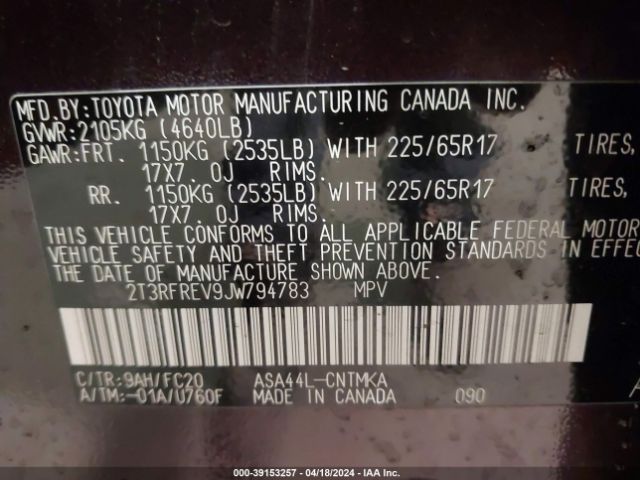 MFD.BY:TOYOTA MOTOR MANUFACTURING CANADA INC.
GVWR:2105KG (4640LB)
GAWR:FRT. 1150KG (2535LB) WITH 225/65R17 TIRES,
17X7. 0J RIMS.
RR. 1150KG (2535LB) WITH 225/65R17 TIRES,
17X7. 0J RIMS.
THIS VEHICLE CONFORMS TO ALL APPLICABLE FEDERAL MOTOR
VEHICLE SAFETY AND THEFT PREVENTION STANDARDS IN EFFE
THE DATE OF MANUFACTURE SHOWN ABOVE.
2T3RFREV9JW794783 MPV
C/TR:9AH/FC20 ASA44L-CNTMKA
A/TM:-01A/U760F MADE IN CANADA 090
000-39153257 - 04/18/2024 - IAA Inc.